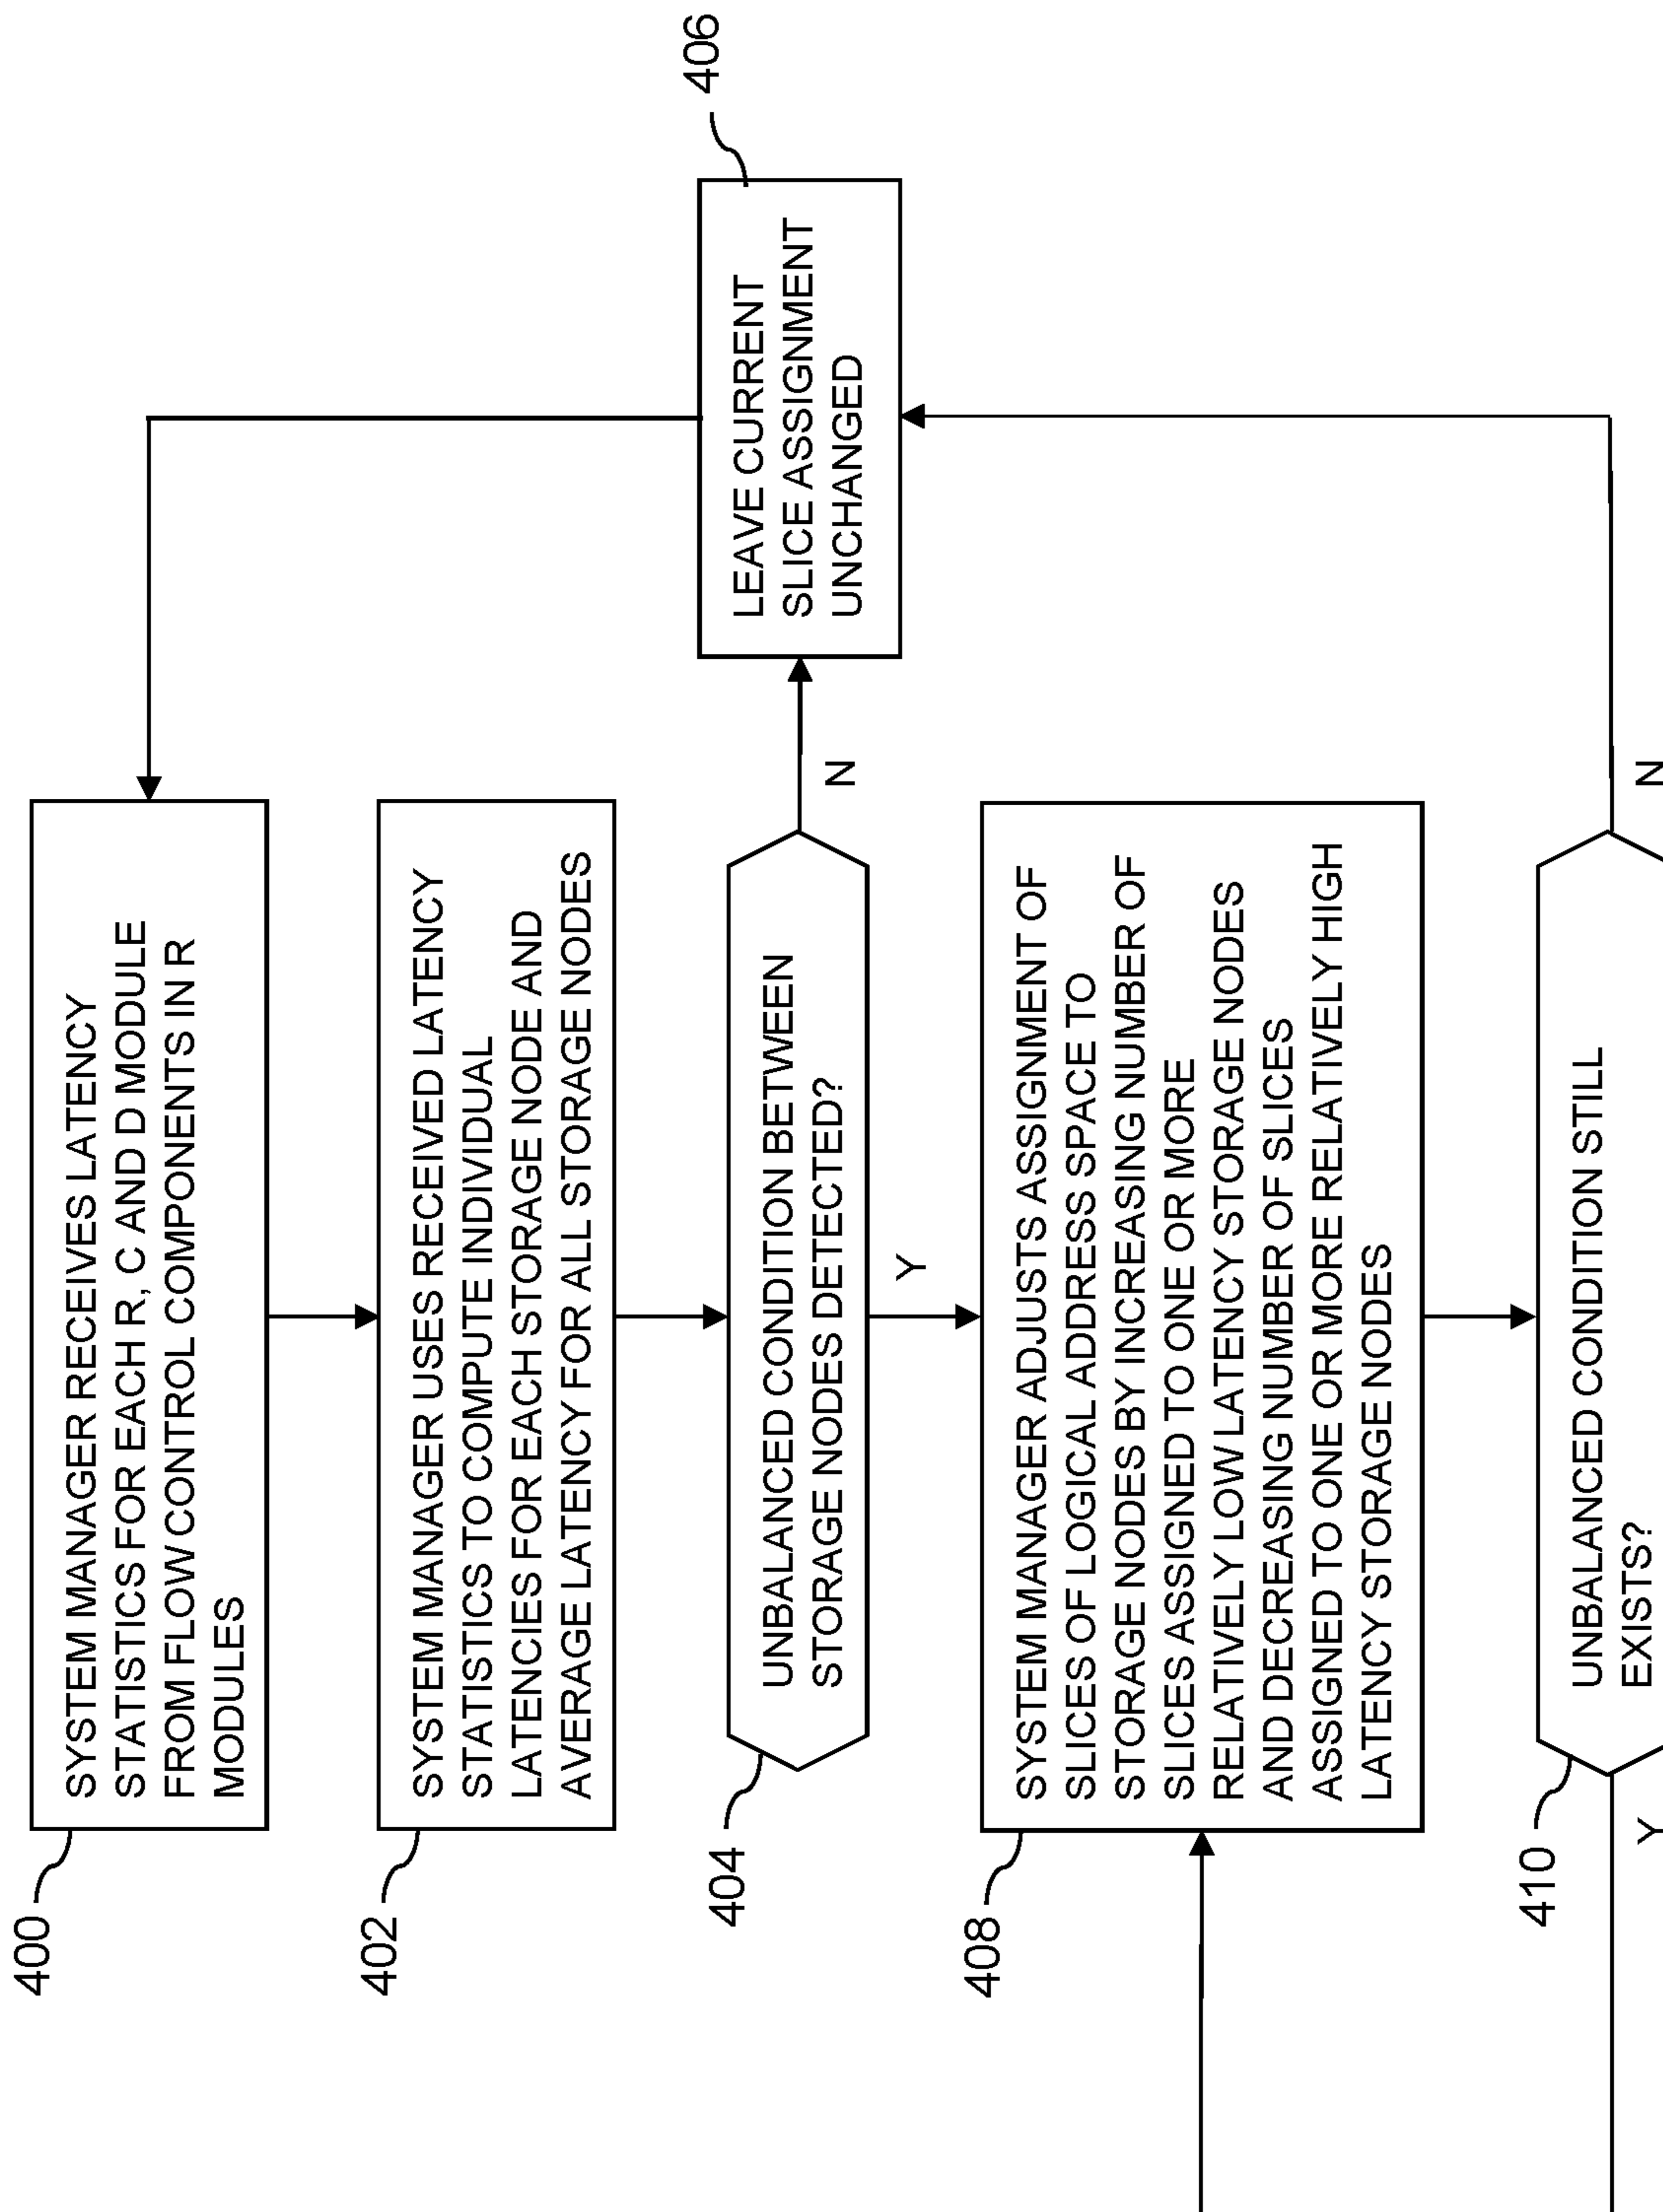 400
SYSTEM MANAGER RECEIVES LATENCY
STATISTICS FOR EACH R, C AND D MODULE
FROM FLOW CONTROL COMPONENTS IN R
MODULES
402
SYSTEM MANAGER USES RECEIVED LATENCY
STATISTICS TO COMPUTE INDIVIDUAL
LATENCIES FOR EACH STORAGE NODE AND
AVERAGE LATENCY FOR ALL STORAGE NODES
404
UNBALANCED CONDITION BETWEEN
STORAGE NODES DETECTED?
N
406
LEAVE CURRENT
SLICE ASSIGNMENT
UNCHANGED
Y
408
SYSTEM MANAGER ADJUSTS ASSIGNMENT OF
SLICES OF LOGICAL ADDRESS SPACE TO
STORAGE NODES BY INCREASING NUMBER OF
SLICES ASSIGNED TO ONE OR MORE
RELATIVELY LOW LATENCY STORAGE NODES
AND DECREASING NUMBER OF SLICES
ASSIGNED TO ONE OR MORE RELATIVELY HIGH
LATENCY STORAGE NODES
410
UNBALANCED CONDITION STILL
EXISTS?
N
Y